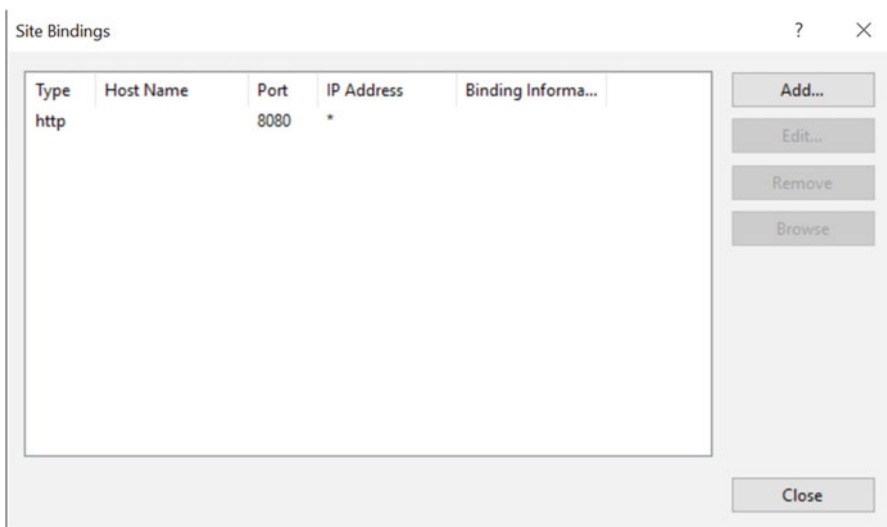 Site Bindings ?
Type Host Name Port IP Address Binding Informa... Add...
http 8080 *
Edit...
Remove
Browse
Close